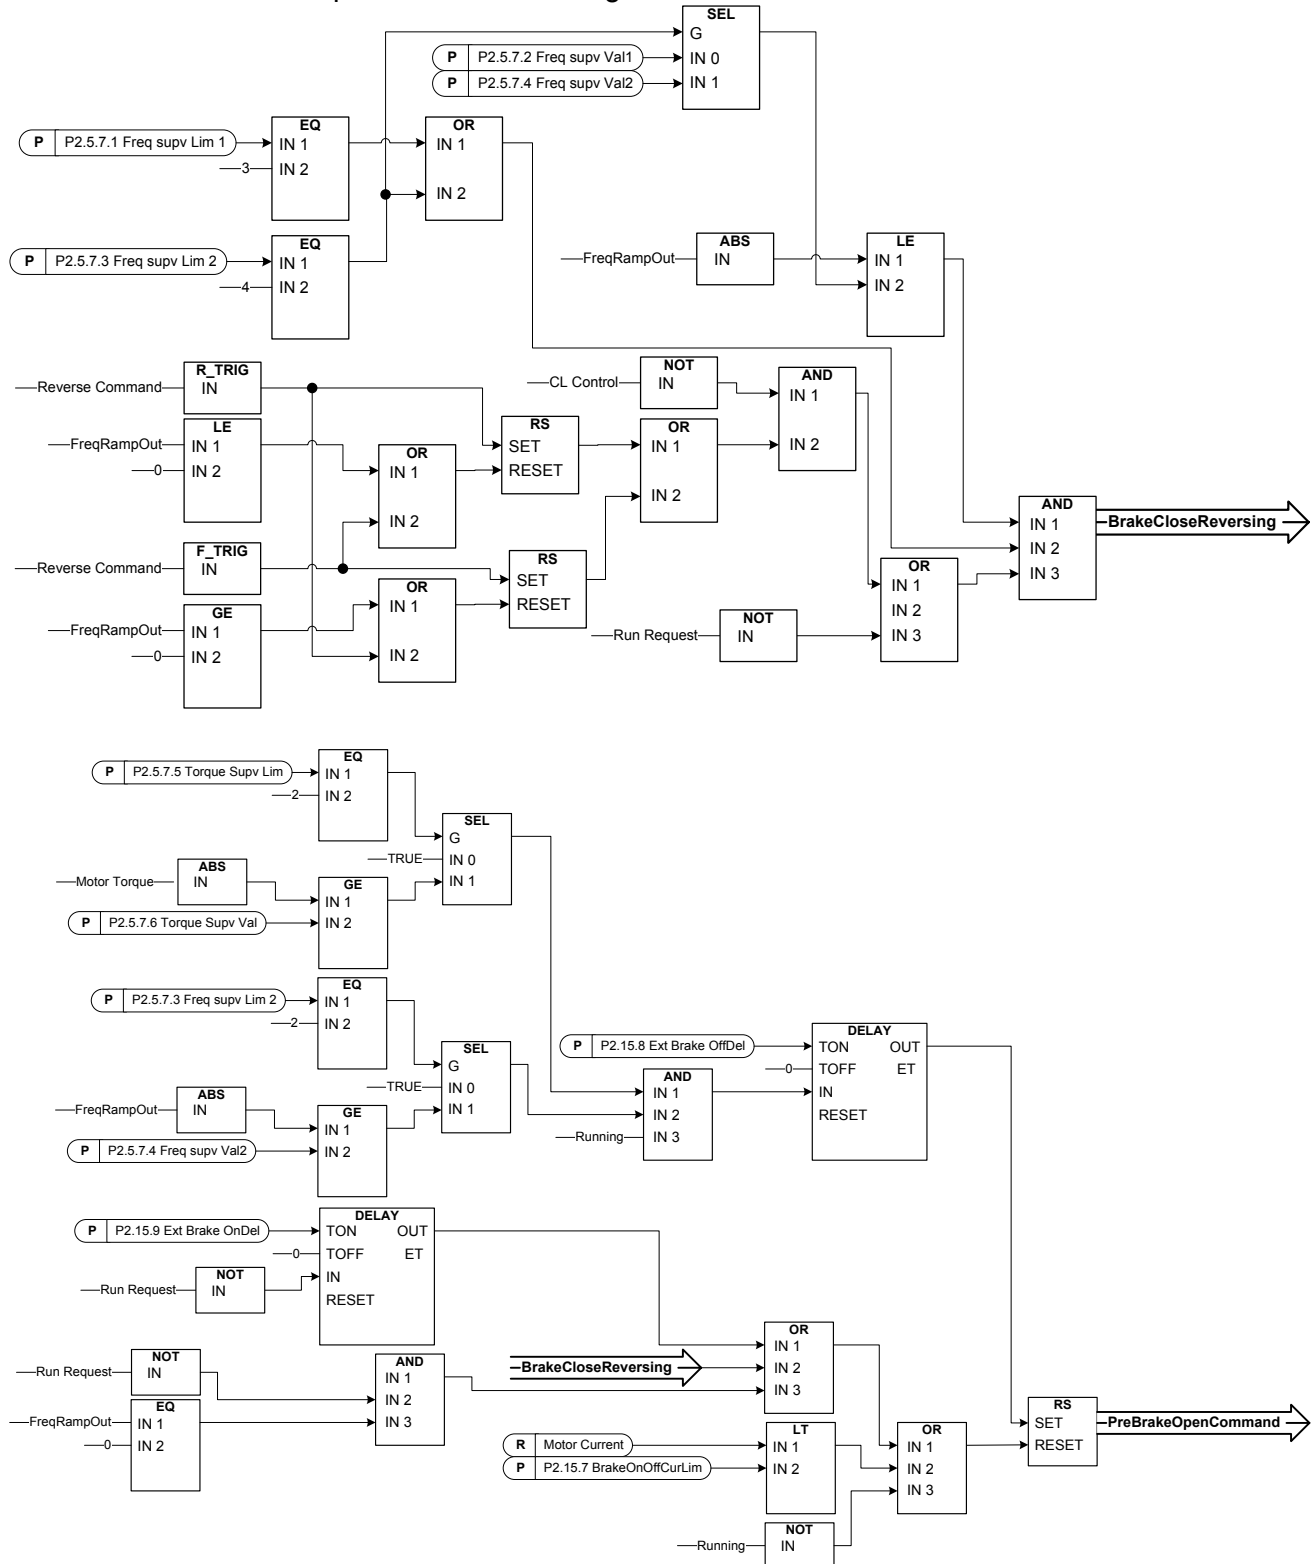 SEL
G
P P2.5.7.2 Freq supv Val1 IN 0
P P2.5.7.4 Freq supv Val2 IN 1
EQ
P P2.5.7.1 Freq supv Lim 1 IN 1
3 IN 2
OR
IN 1
IN 2
EQ
P P2.5.7.3 Freq supv Lim 2 IN 1
4 IN 2
ABS
FreqRampOut IN
LE
IN 1
IN 2
R_TRIG
Reverse Command IN
LE
FreqRampOut IN 1
0 IN 2
OR
IN 1
IN 2
RS
SET
RESET
NOT
CL Control IN
AND
IN 1
IN 2
OR
IN 1
IN 2
F_TRIG
Reverse Command IN
GE
FreqRampOut IN 1
0 IN 2
OR
IN 1
IN 2
RS
SET
RESET
NOT
Run Request IN
OR
IN 1
IN 2
IN 3
AND
IN 1
IN 2
IN 3
BrakeCloseReversing
EQ
P P2.5.7.5 Torque Supv Lim IN 1
2 IN 2
SEL
G
TRUE IN 0
IN 1
ABS
Motor Torque IN
GE
IN 1
P P2.5.7.6 Torque Supv Val IN 2
EQ
P P2.5.7.3 Freq supv Lim 2 IN 1
2 IN 2
SEL
G
TRUE IN 0
IN 1
ABS
FreqRampOut IN
GE
IN 1
P P2.5.7.4 Freq supv Val2 IN 2
AND
IN 1
IN 2
Running IN 3
DELAY
P P2.15.8 Ext Brake OffDel TON OUT
0 TOFF ET
IN
RESET
DELAY
P P2.15.9 Ext Brake OnDel TON OUT
0 TOFF ET
NOT
Run Request IN
IN
RESET
NOT
Run Request IN
EQ
FreqRampOut IN 1
0 IN 2
AND
IN 1
IN 2
IN 3
OR
IN 1
BrakeCloseReversing IN 2
IN 3
LT
R Motor Current IN 1
P P2.15.7 BrakeOnOffCurLim IN 2
NOT
Running IN
OR
IN 1
IN 2
IN 3
RS
SET
RESET
PreBrakeOpenCommand